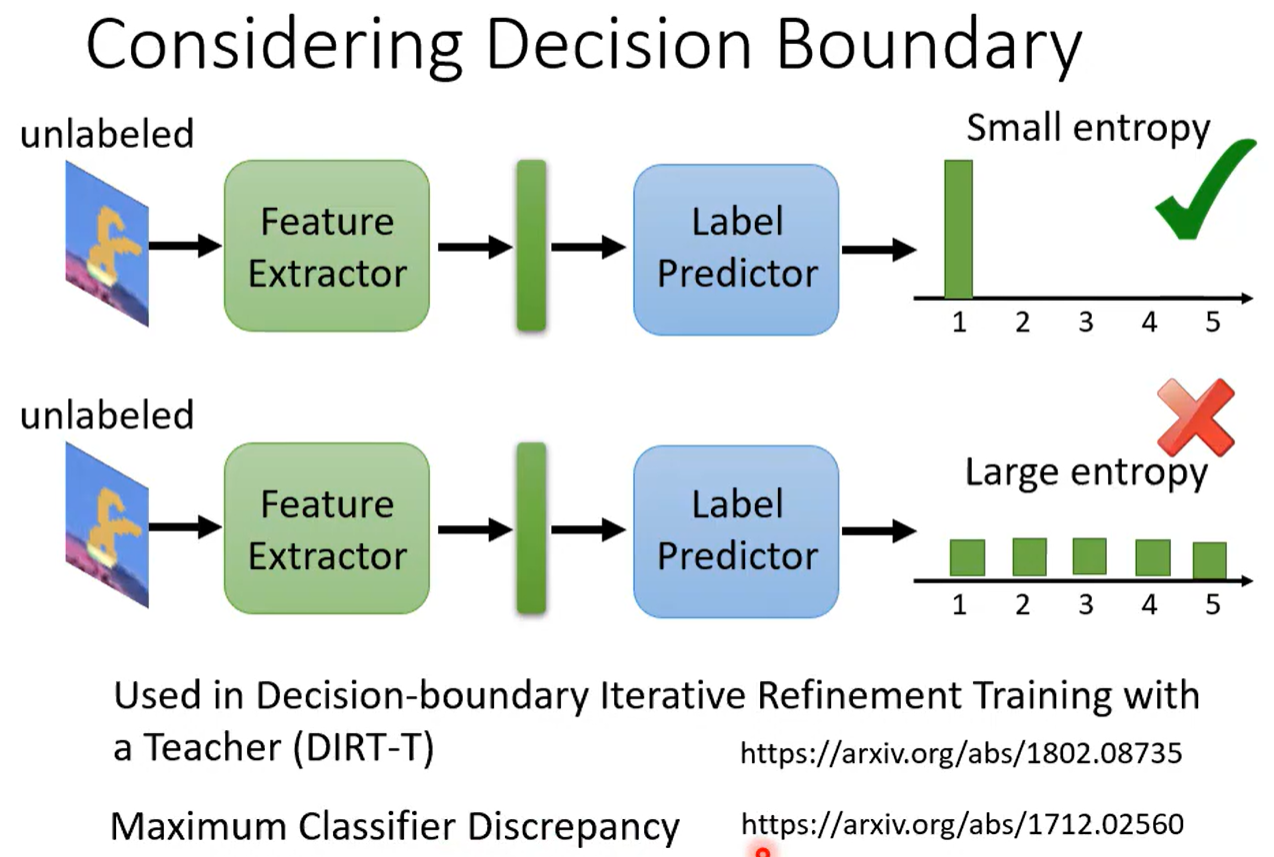 Considering Decision Boundary
unlabeled
Feature
Extractor
Label
Predictor
Small entropy
1 2 3 4 5
unlabeled
Feature
Extractor
Label
Predictor
Large entropy
1 2 3 4 5
Used in Decision-boundary Iterative Refinement Training with
a Teacher (DIRT-T)
https://arxiv.org/abs/1802.08735
Maximum Classifier Discrepancy
https://arxiv.org/abs/1712.02560